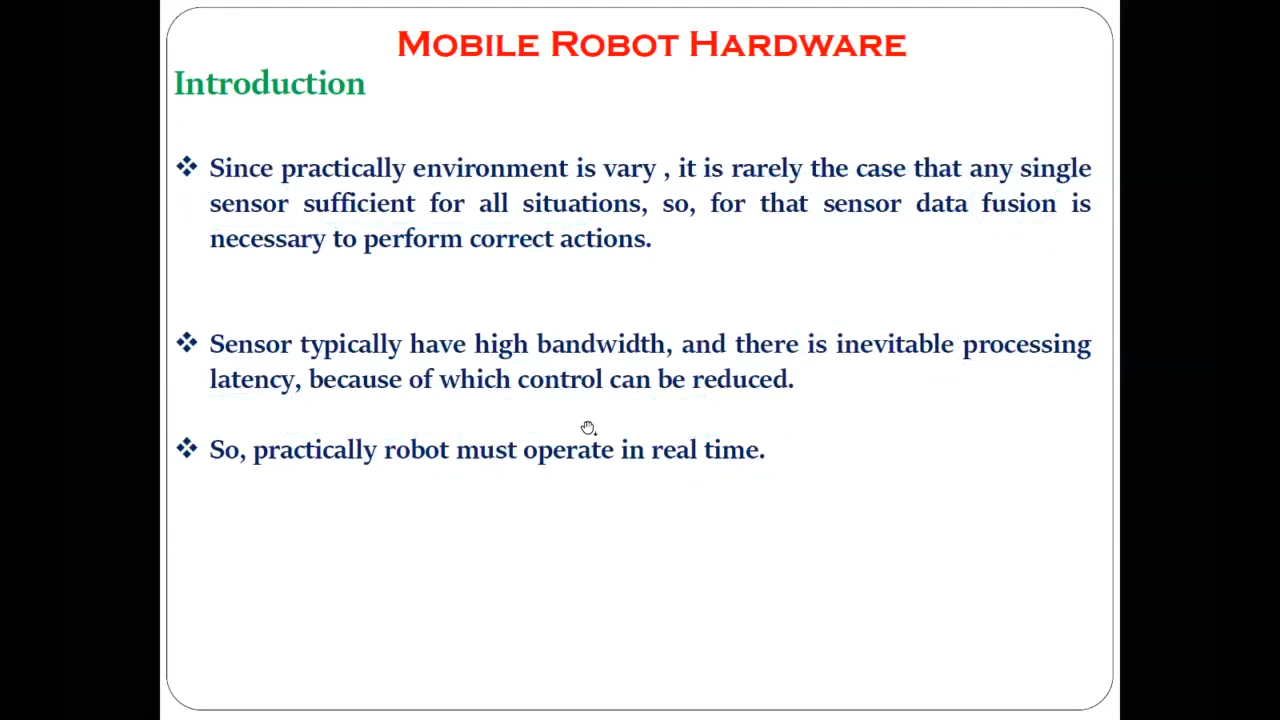 MOBILE ROBOT HARDWARE
Introduction
Since practically environment is vary , it is rarely the case that any single
sensor sufficient for all situations, so, for that sensor data fusion is
necessary to perform correct actions.
Sensor typically have high bandwidth, and there is inevitable processing
latency, because of which control can be reduced.
So, practically robot must operate in real time.